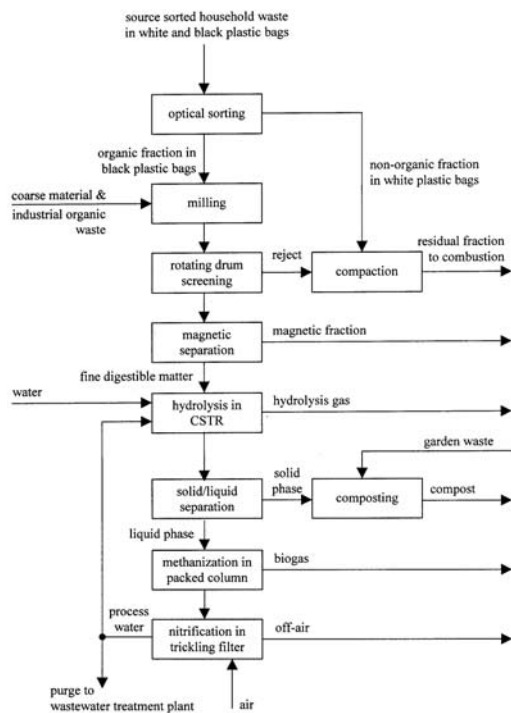 source sorted household waste
in white and black plastic bags
optical sorting
organic fraction in
black plastic bags
non-organic fraction
in white plastic bags
coarse material &
industrial organic
waste
milling
rotating drum
screening
reject
compaction
residual fraction
to combustion
magnetic
separation
magnetic fraction
fine digestible matter
water
hydrolysis in
CSTR
hydrolysis gas
garden waste
solid/liquid
separation
solid
phase
composting
compost
liquid phase
methanization in
packed column
biogas
process
water
nitrification in
trickling filter
off-air
purge to
wastewater treatment plant
air